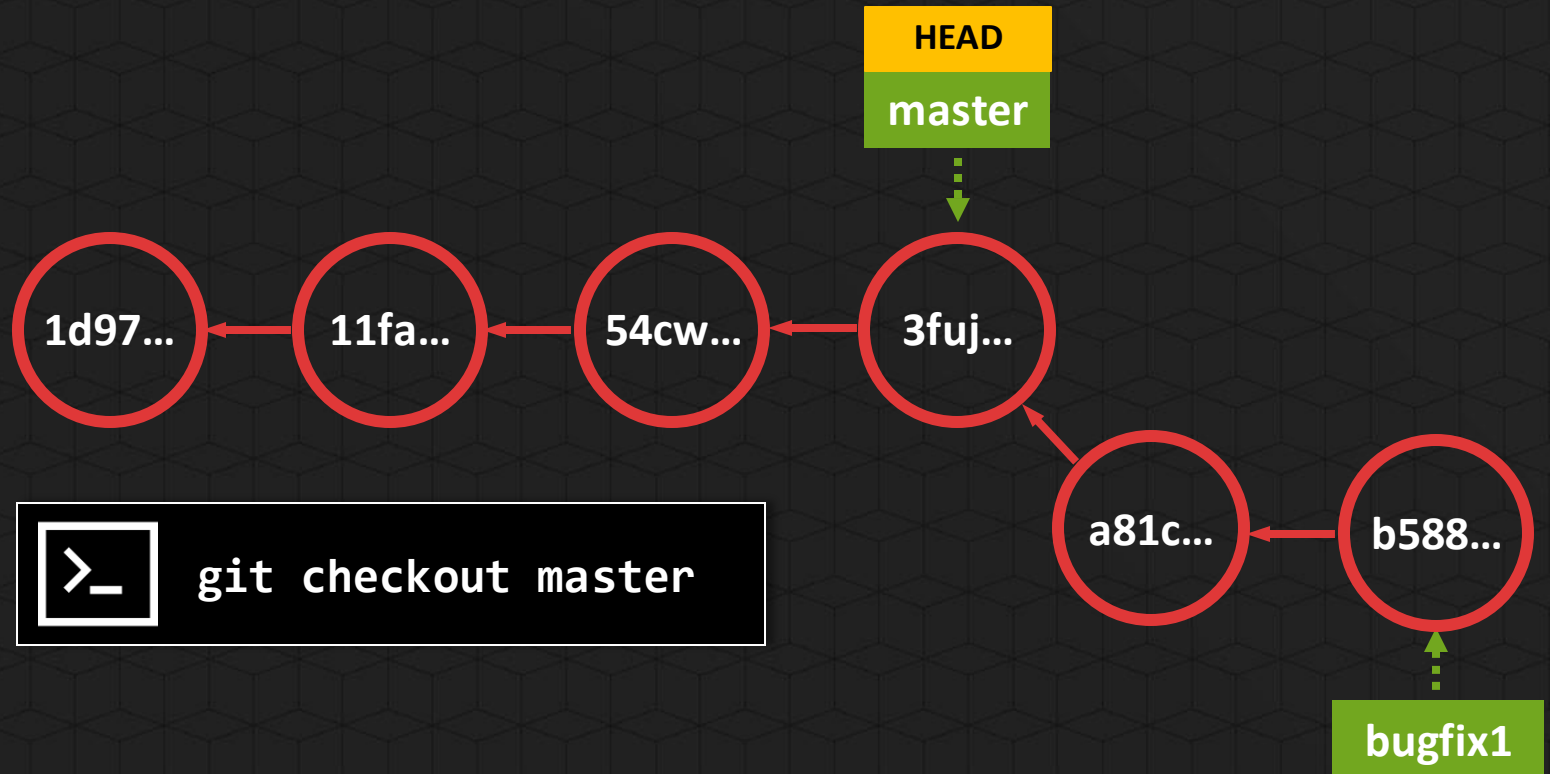 HEAD
master
1d97...
11fa...
54cw...
3fuj...
a81c...
b588...
>_ git checkout master
bugfix1